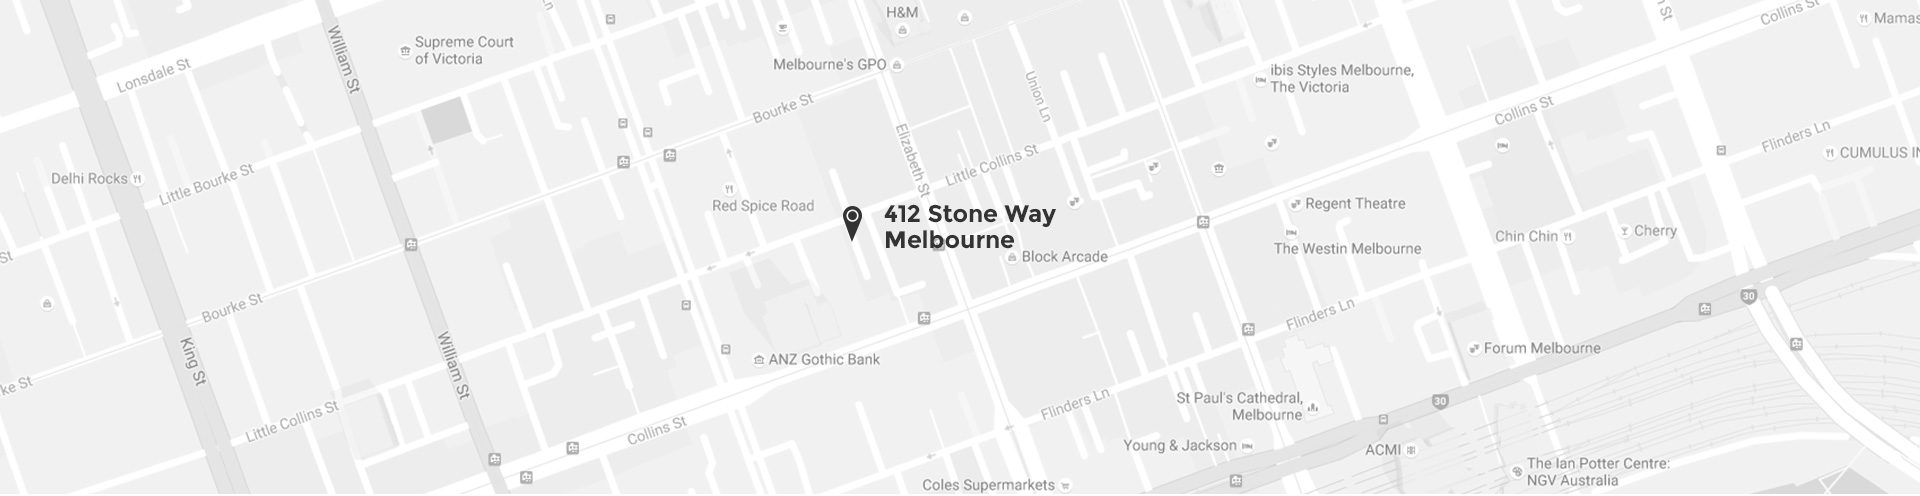 H&M
Collins St
Mamas
St
Ln
William St
Supreme Court
of Victoria
Lonsdale St
Melbourne's GPO
ibis Styles Melbourne,
The Victoria
Union Ln
Bourke St
Collins St
Elizabeth St
Flinders Ln
CUMULUS IN
Little Collins St
Delhi Rocks
Little Bourke St
Red Spice Road
412 Stone Way
Melbourne
Regent Theatre
Chin Chin
Cherry
The Westin Melbourne
Block Arcade
St
Bourke St
30
Flinders Ln
King St
William St
ANZ Gothic Bank
Forum Melbourne
ke St
St Paul's Cathedral,
Melbourne
Flinders Ln
30
Little Collins St
Collins St
Young & Jackson
ACMI
The Ian Potter Centre:
NGV Australia
Coles Supermarkets